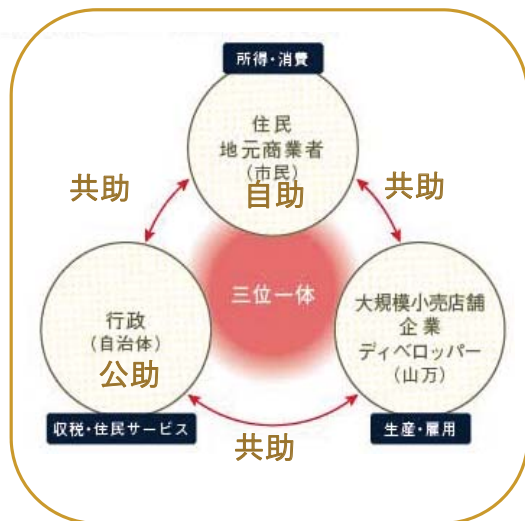 所得・消費
住民
地元商業者
(市民)
自助
共助
共助
三位一体
行政
(自治体)
公助
大規模小売店舗
企業
ディベロッパー
(山万)
収税・住民サービス
共助
生産・雇用